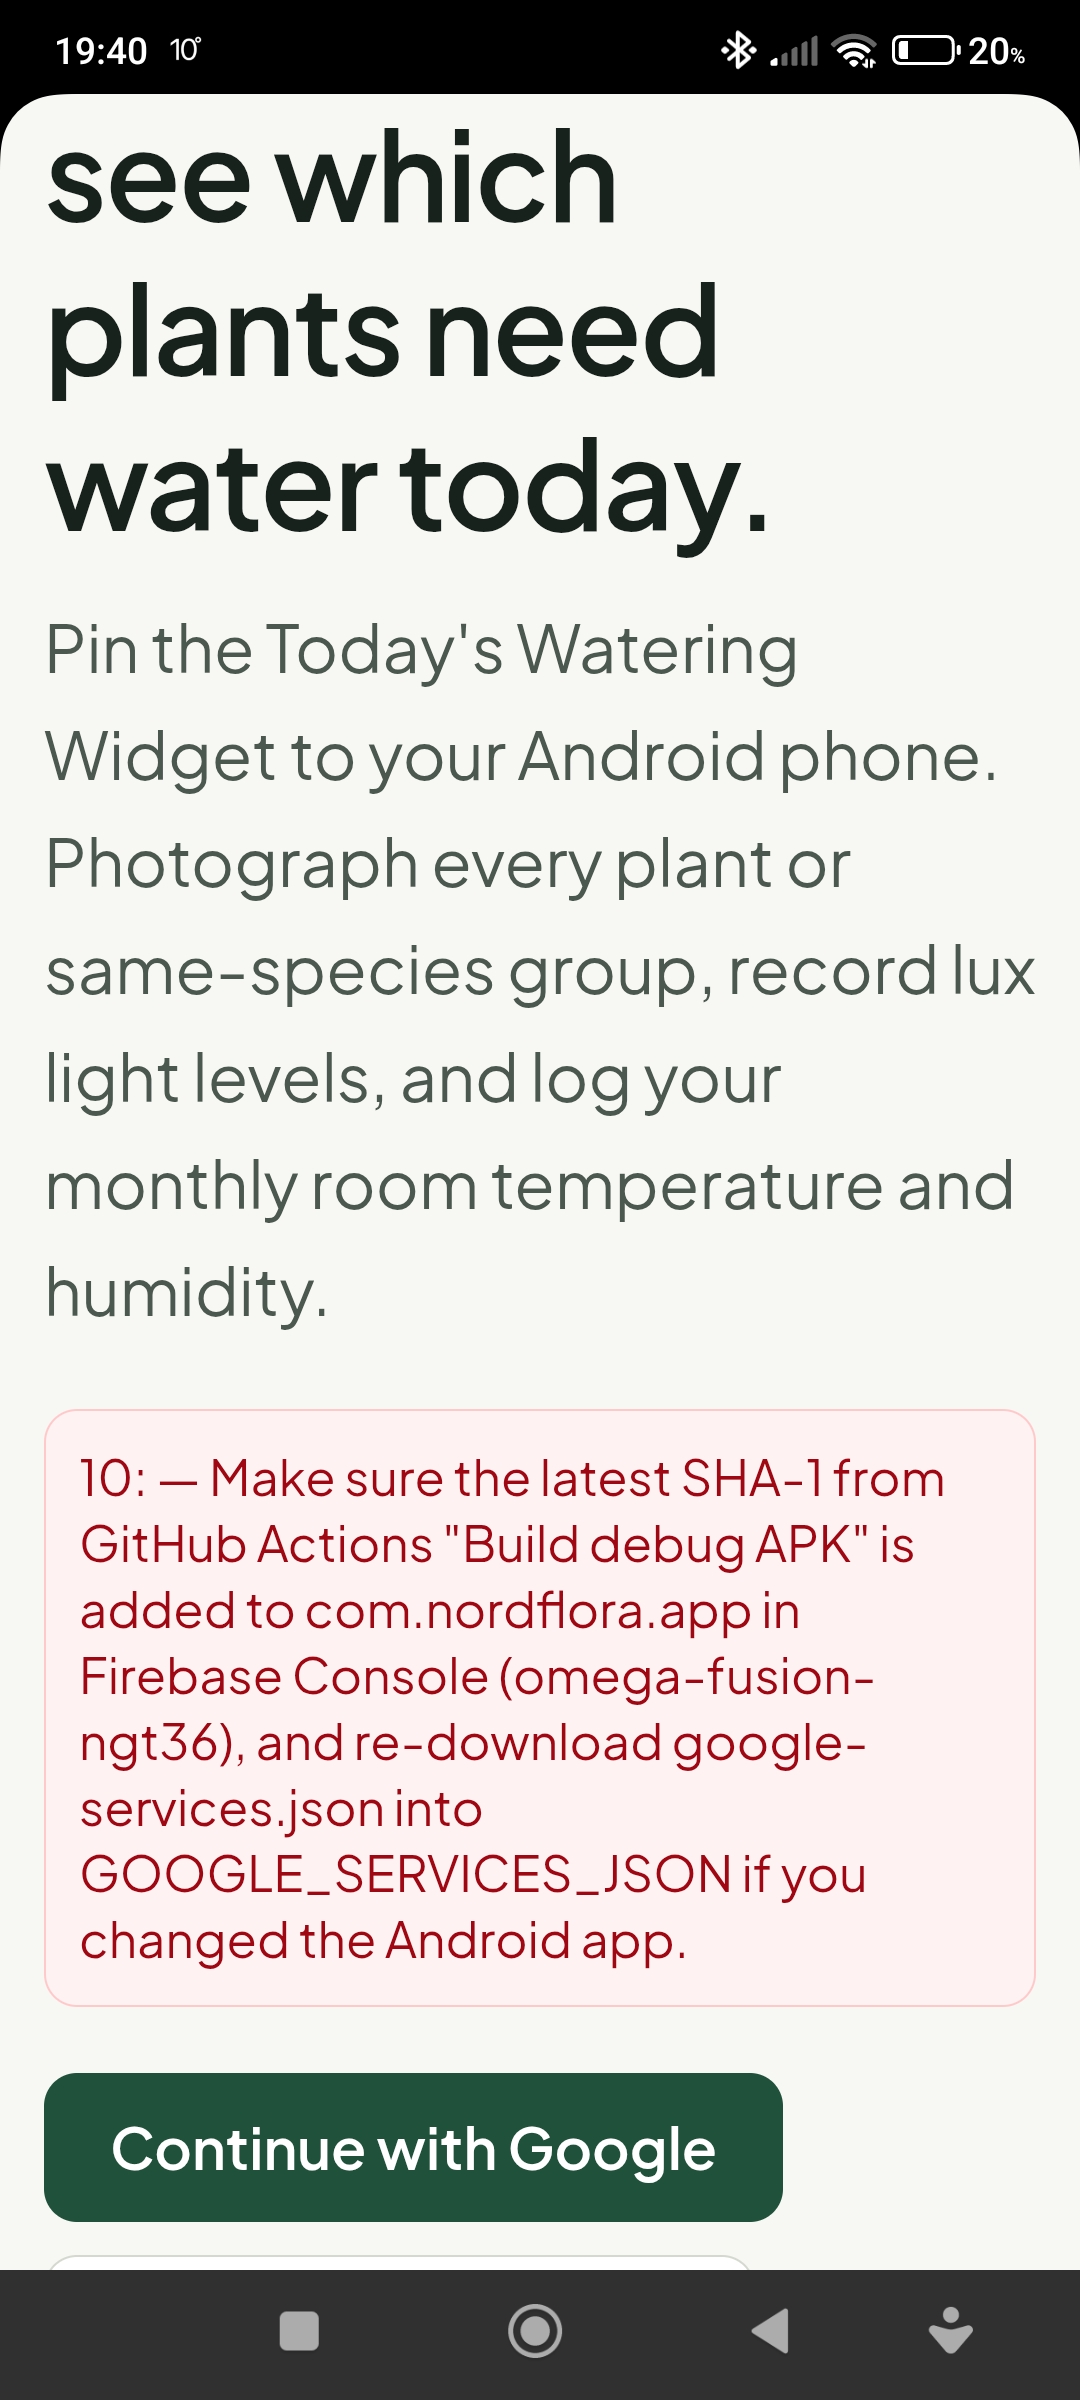 19:40 10° 20%
see which
plants need
water today.
Pin the Today's Watering
Widget to your Android phone.
Photograph every plant or
same-species group, record lux
light levels, and log your
monthly room temperature and
humidity.
10: — Make sure the latest SHA-1 from
GitHub Actions "Build debug APK" is
added to com.nordflora.app in
Firebase Console (omega-fusion-
ngt36), and re-download google-
services.json into
GOOGLE_SERVICES_JSON if you
changed the Android app.
Continue with Google